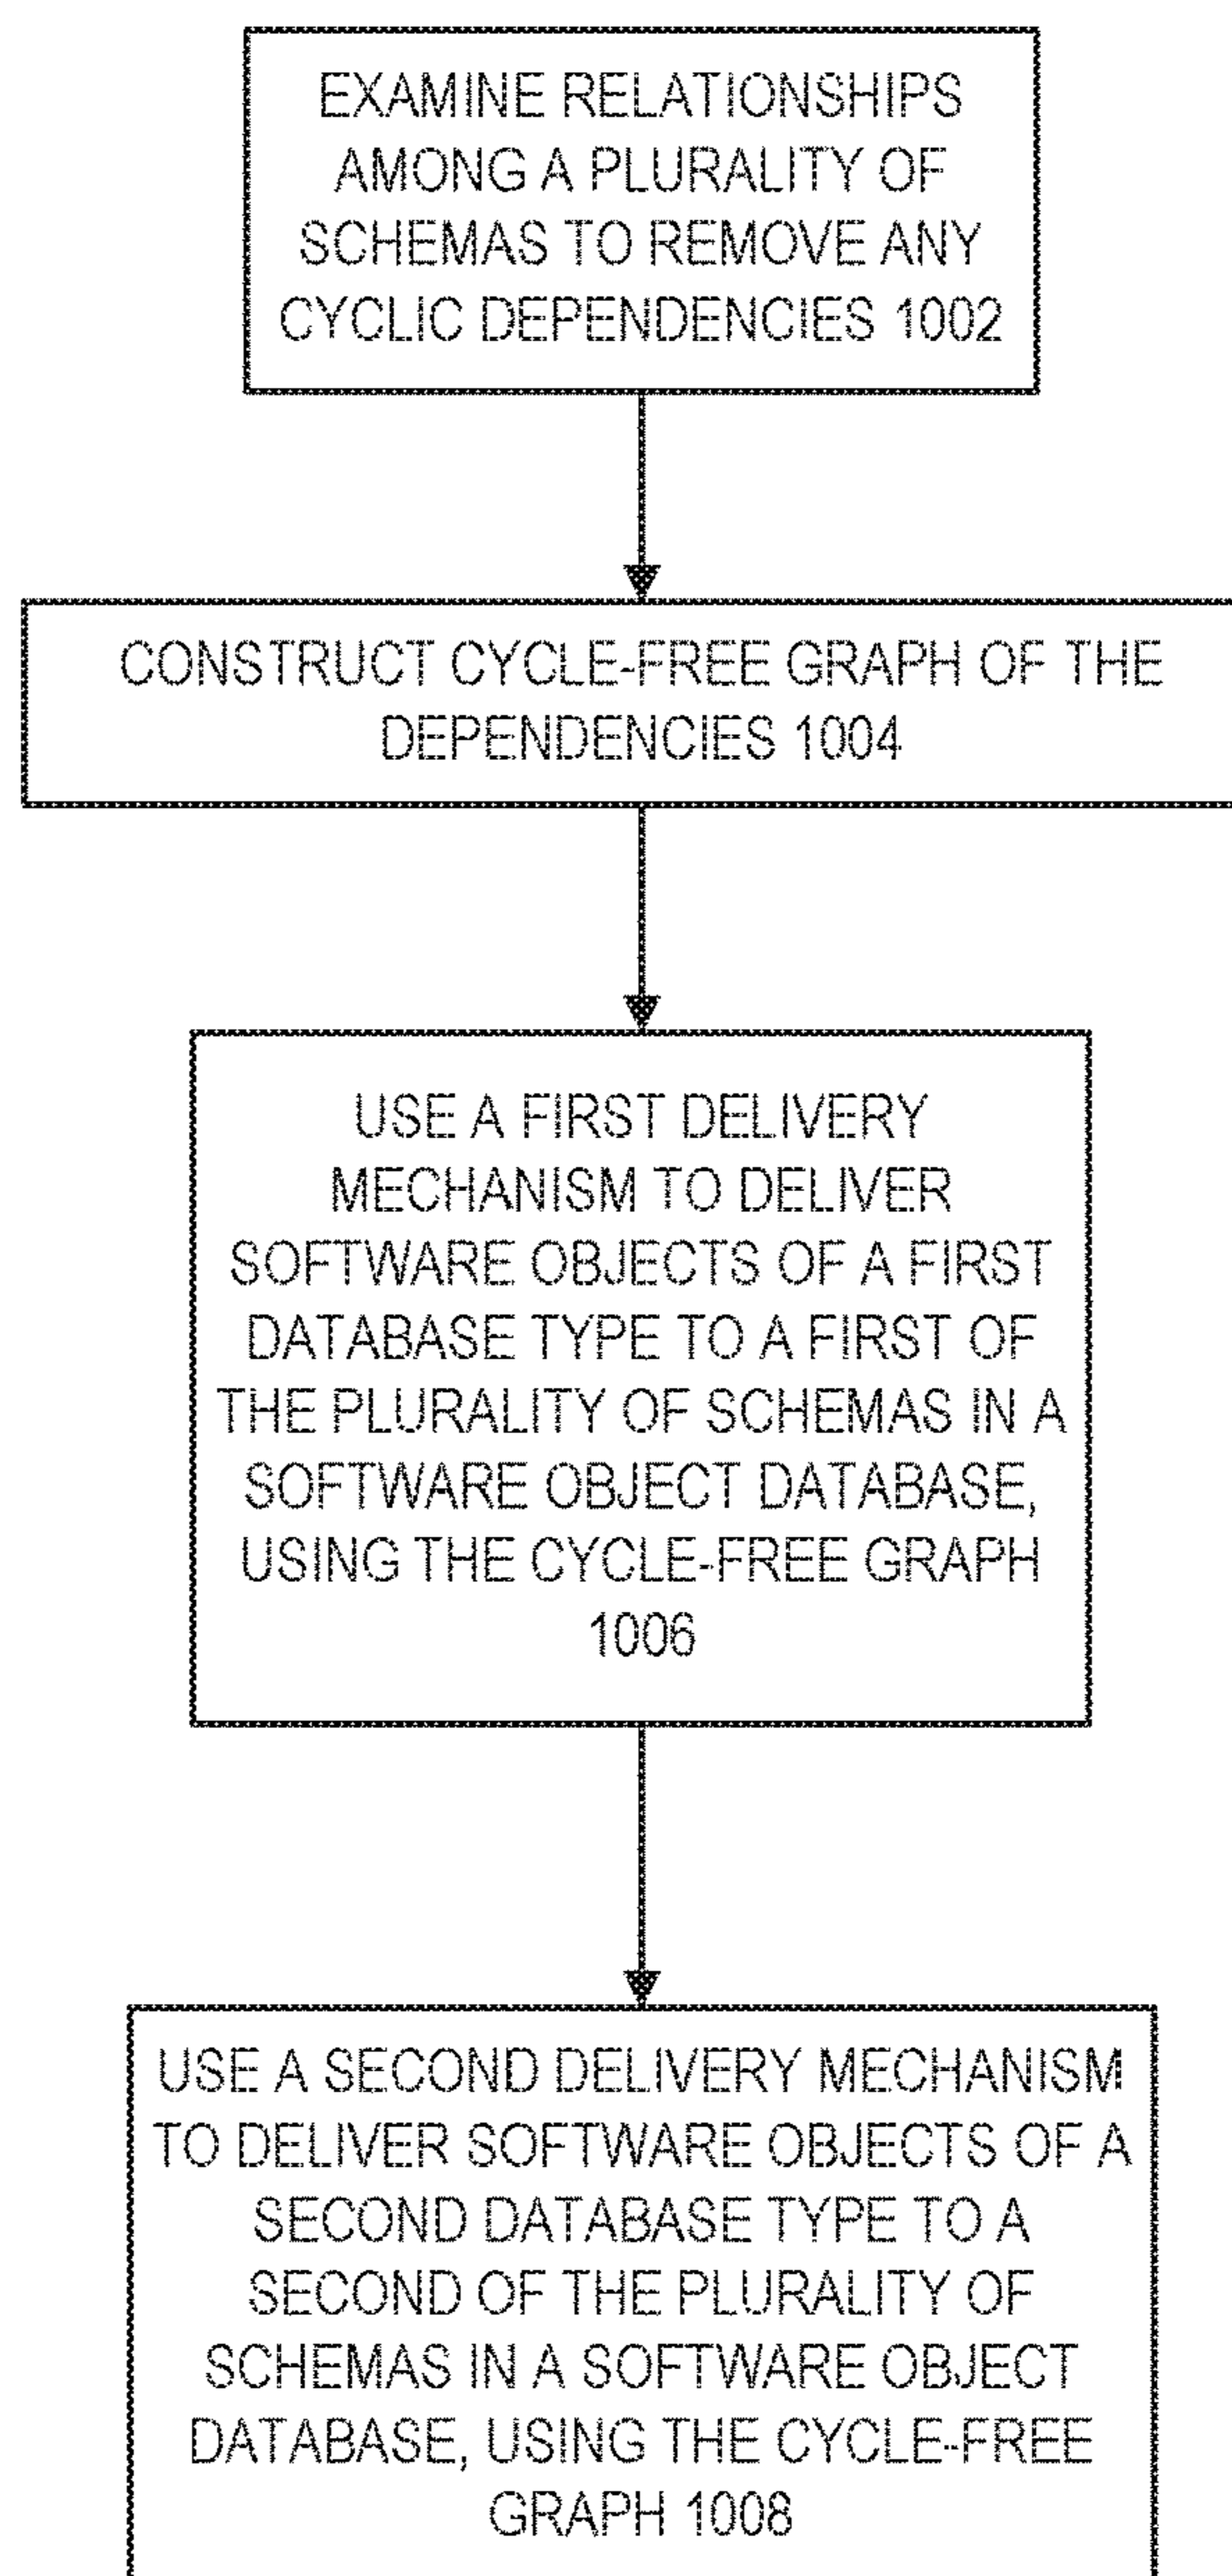 EXAMINE RELATIONSHIPS
AMONG A PLURALITY OF
SCHEMAS TO REMOVE ANY
CYCLIC DEPENDENCIES 1002
CONSTRUCT CYCLE-FREE GRAPH OF THE
DEPENDENCIES 1004
USE A FIRST DELIVERY
MECHANISM TO DELIVER
SOFTWARE OBJECTS OF A FIRST
DATABASE TYPE TO A FIRST OF
THE PLURALITY OF SCHEMAS IN A
SOFTWARE OBJECT DATABASE,
USING THE CYCLE-FREE GRAPH
1006
USE A SECOND DELIVERY MECHANISM
TO DELIVER SOFTWARE OBJECTS OF A
SECOND DATABASE TYPE TO A
SECOND OF THE PLURALITY OF
SCHEMAS IN A SOFTWARE OBJECT
DATABASE, USING THE CYCLE-FREE
GRAPH 1008